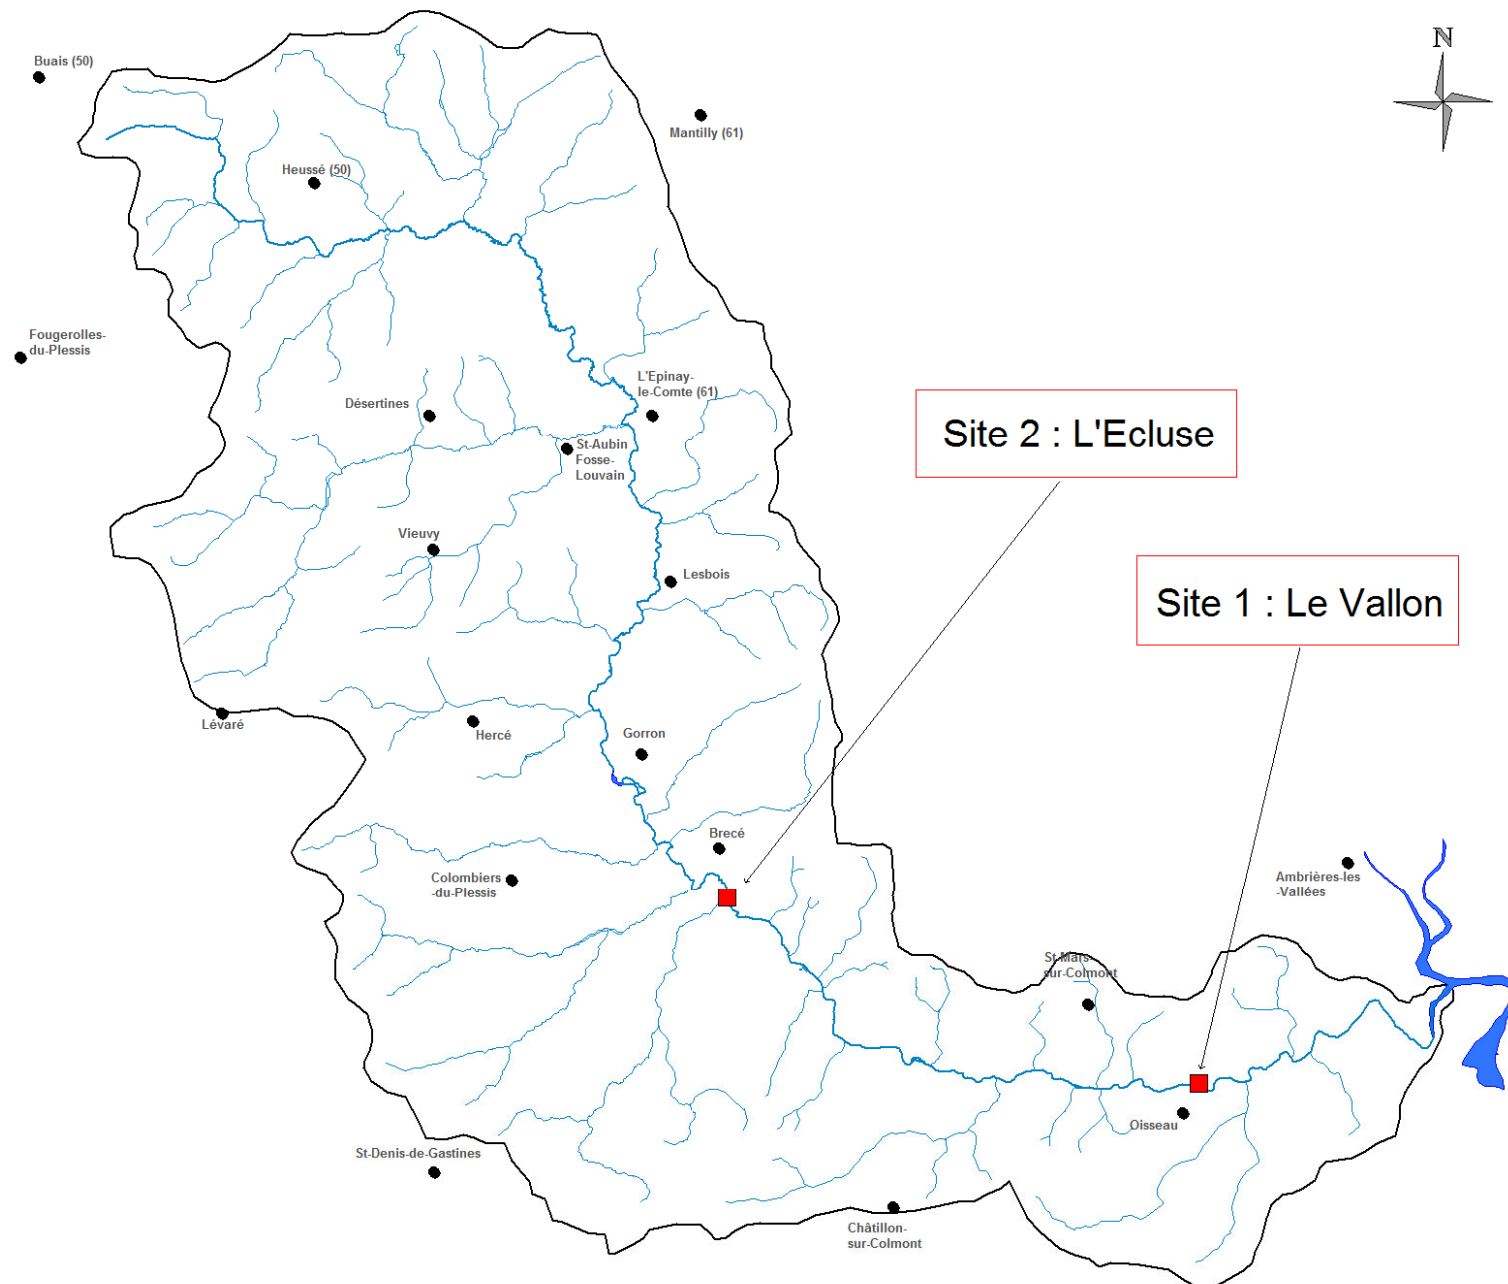 N
Buais (50)
Mantilly (61)
Heussé (50)
Fougerolles-
du-Plessis
L'Epinay-
le-Comte (61)
Désertines
Site 2 : L'Ecluse
St-Aubin
Fosse-
Louvain
Vieuvy
Lesbois
Site 1 : Le Vallon
Lévaré
Hercé
Gorron
Brecé
Colombiers
-du-Plessis
Ambrières-les
-Vallées
St-Mars-
sur-Colmont
Oisseau
St-Denis-de-Gastines
Châtillon-
sur-Colmont